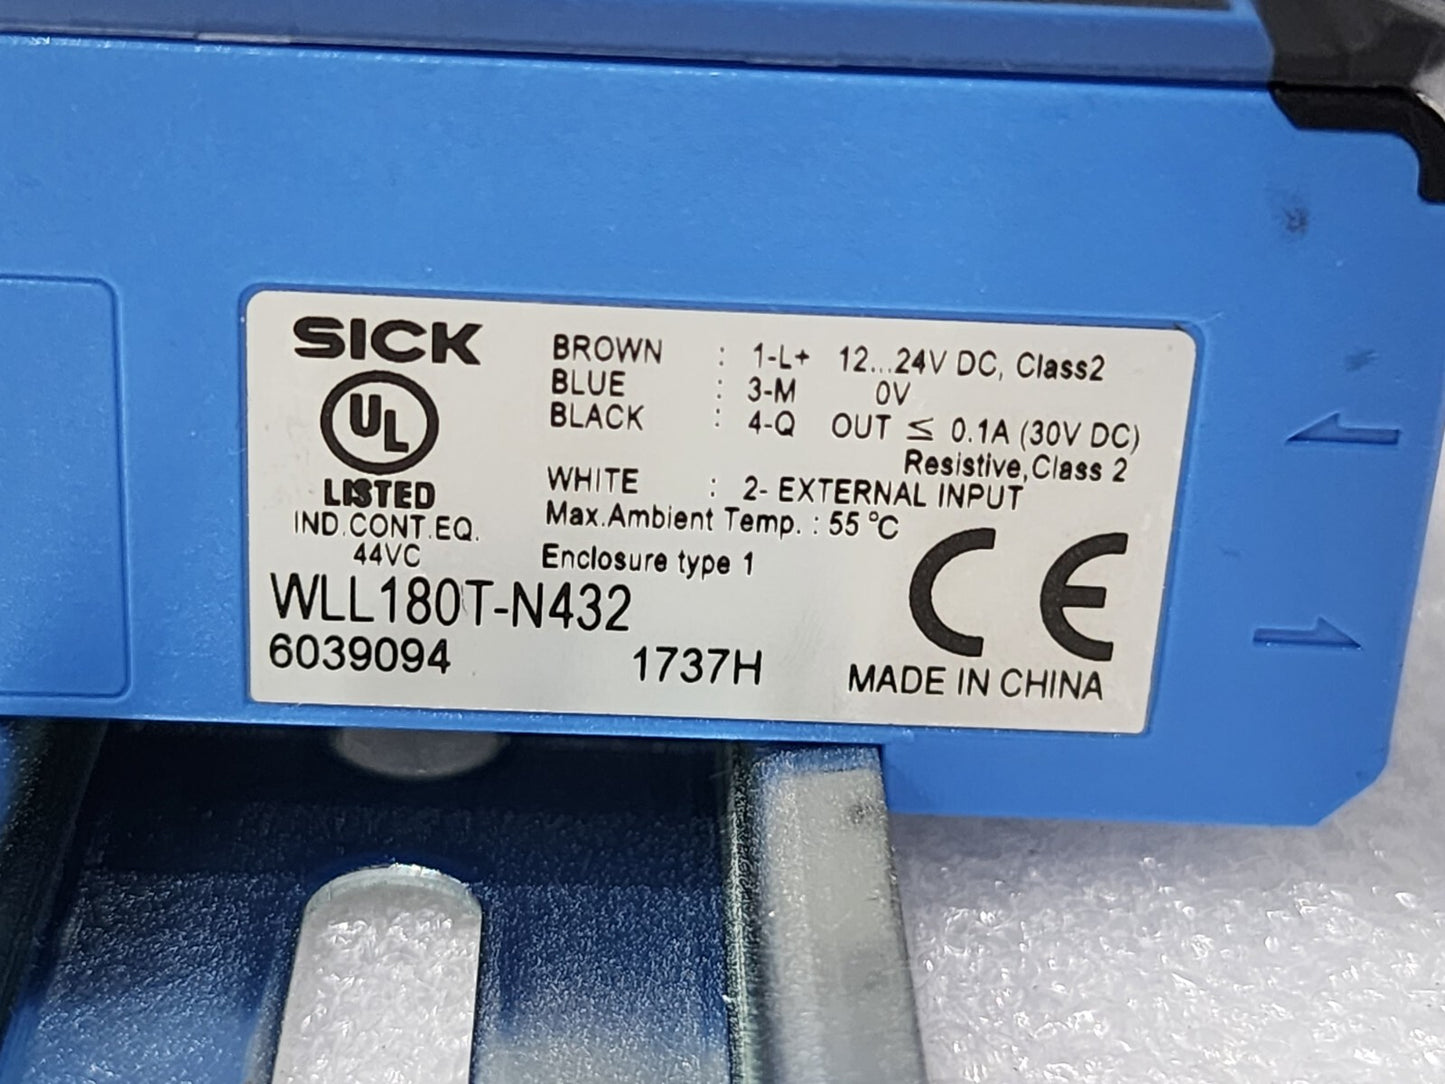 SICK
UL
LISTED
IND.CONT.EQ.
44VC
BROWN : 1-L+ 12...24V DC, Class2
BLUE : 3-M 0V
BLACK : 4-Q OUT ≤ 0.1A (30V DC)
Resistive,Class 2
WHITE : 2- EXTERNAL INPUT
Max.Ambient Temp. : 55 °C
Enclosure type 1
WLL180T-N432
6039094 1737H
CE
MADE IN CHINA